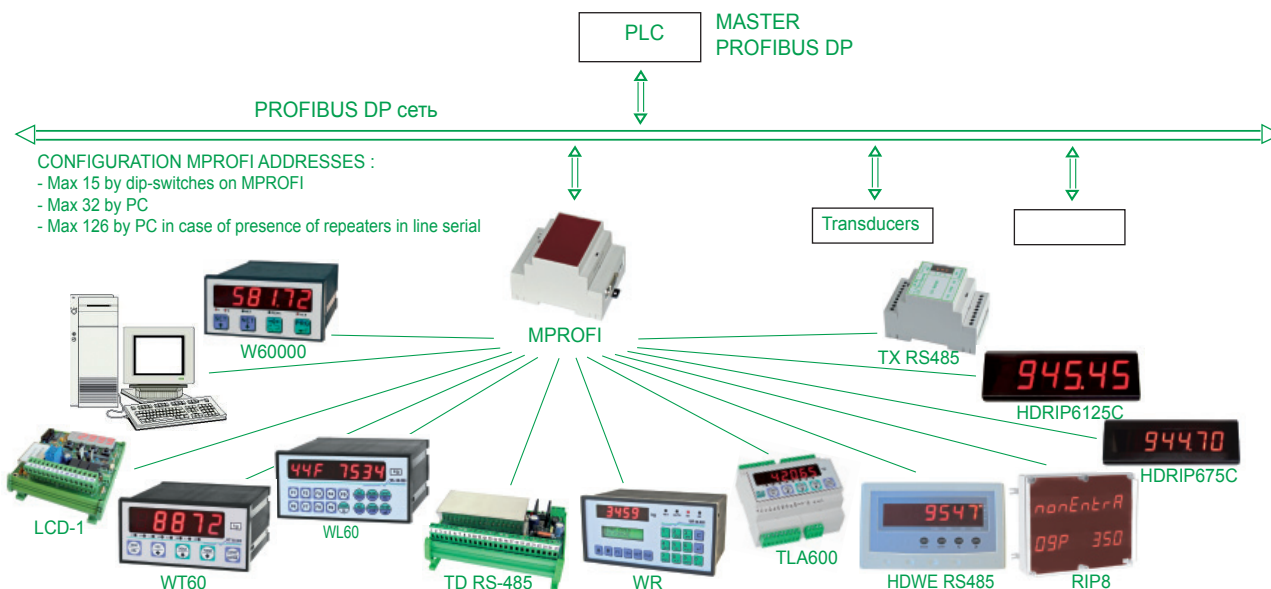 PLC
MASTER
PROFIBUS DP
PROFIBUS DP сеть
CONFIGURATION MPROFI ADDRESSES :
- Max 15 by dip-switches on MPROFI
- Max 32 by PC
- Max 126 by PC in case of presence of repeaters in line serial
Transducers
581.72
W60000
MPROFI
TX RS485
945.45
HDRIP6125C
944.70
HDRIP675C
LCD-1
8872
WT60
44F 7534
WL60
TD RS-485
3459
WR
42065
TLA600
9547
HDWE RS485
nonEntrA
OSP 350
RIP8